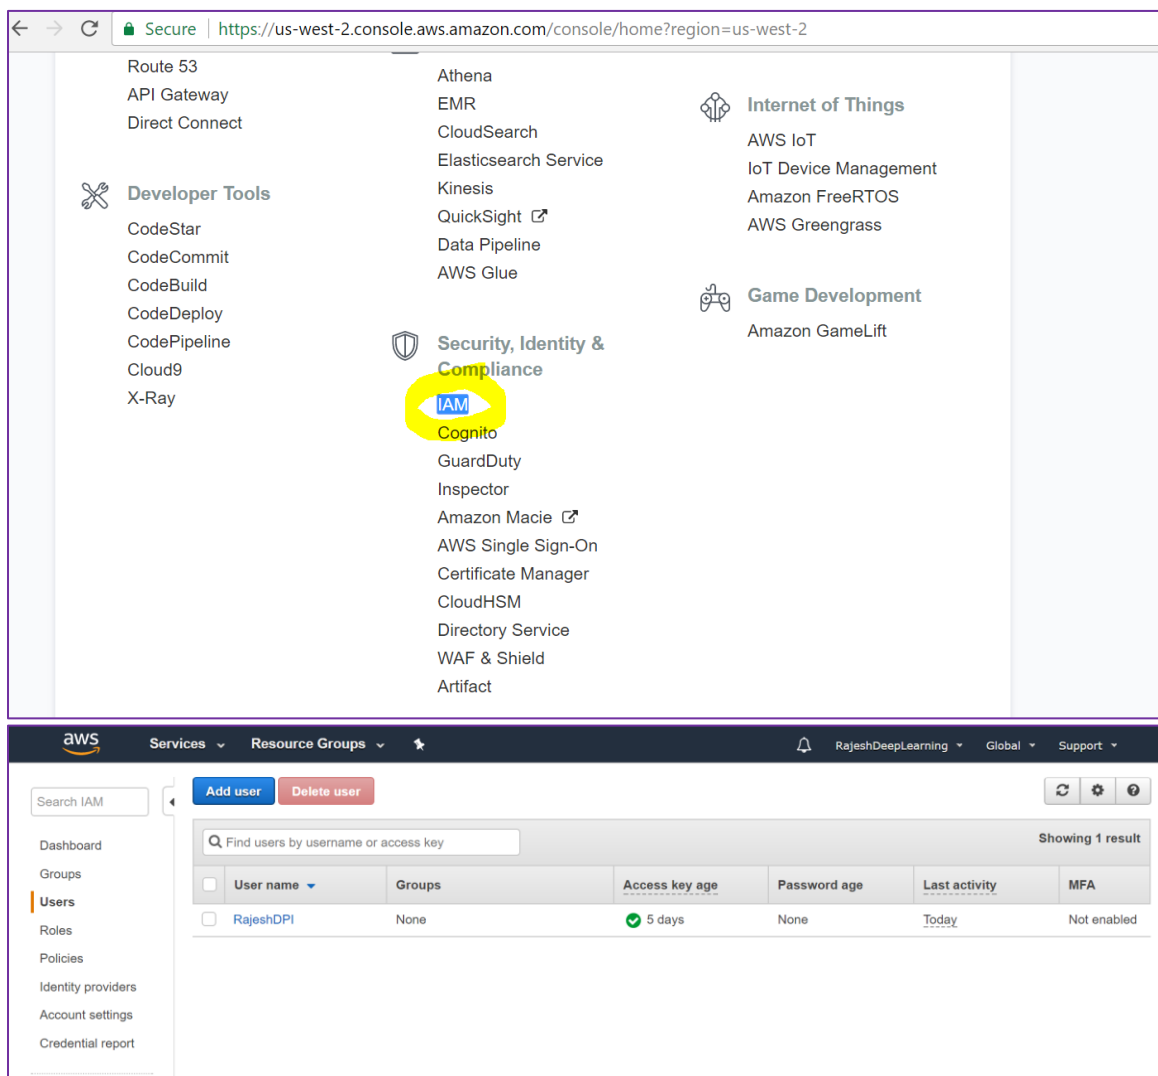 Secure https://us-west-2.console.aws.amazon.com/console/home?region=us-west-2
Route 53
API Gateway
Direct Connect
Developer Tools
CodeStar
CodeCommit
CodeBuild
CodeDeploy
CodePipeline
Cloud9
X-Ray
Athena
EMR
CloudSearch
Elasticsearch Service
Kinesis
QuickSight
Data Pipeline
AWS Glue
Security, Identity &
Compliance
IAM
Cognito
GuardDuty
Inspector
Amazon Macie
AWS Single Sign-On
Certificate Manager
CloudHSM
Directory Service
WAF & Shield
Artifact
Internet of Things
AWS IoT
IoT Device Management
Amazon FreeRTOS
AWS Greengrass
Game Development
Amazon GameLift
aws Services Resource Groups RajeshDeepLearning Global Support
Search IAM
Dashboard
Groups
Users
Roles
Policies
Identity providers
Account settings
Credential report
Add user Delete user
Find users by username or access key Showing 1 result
User name Groups Access key age Password age Last activity MFA
RajeshDPI None 5 days None Today Not enabled